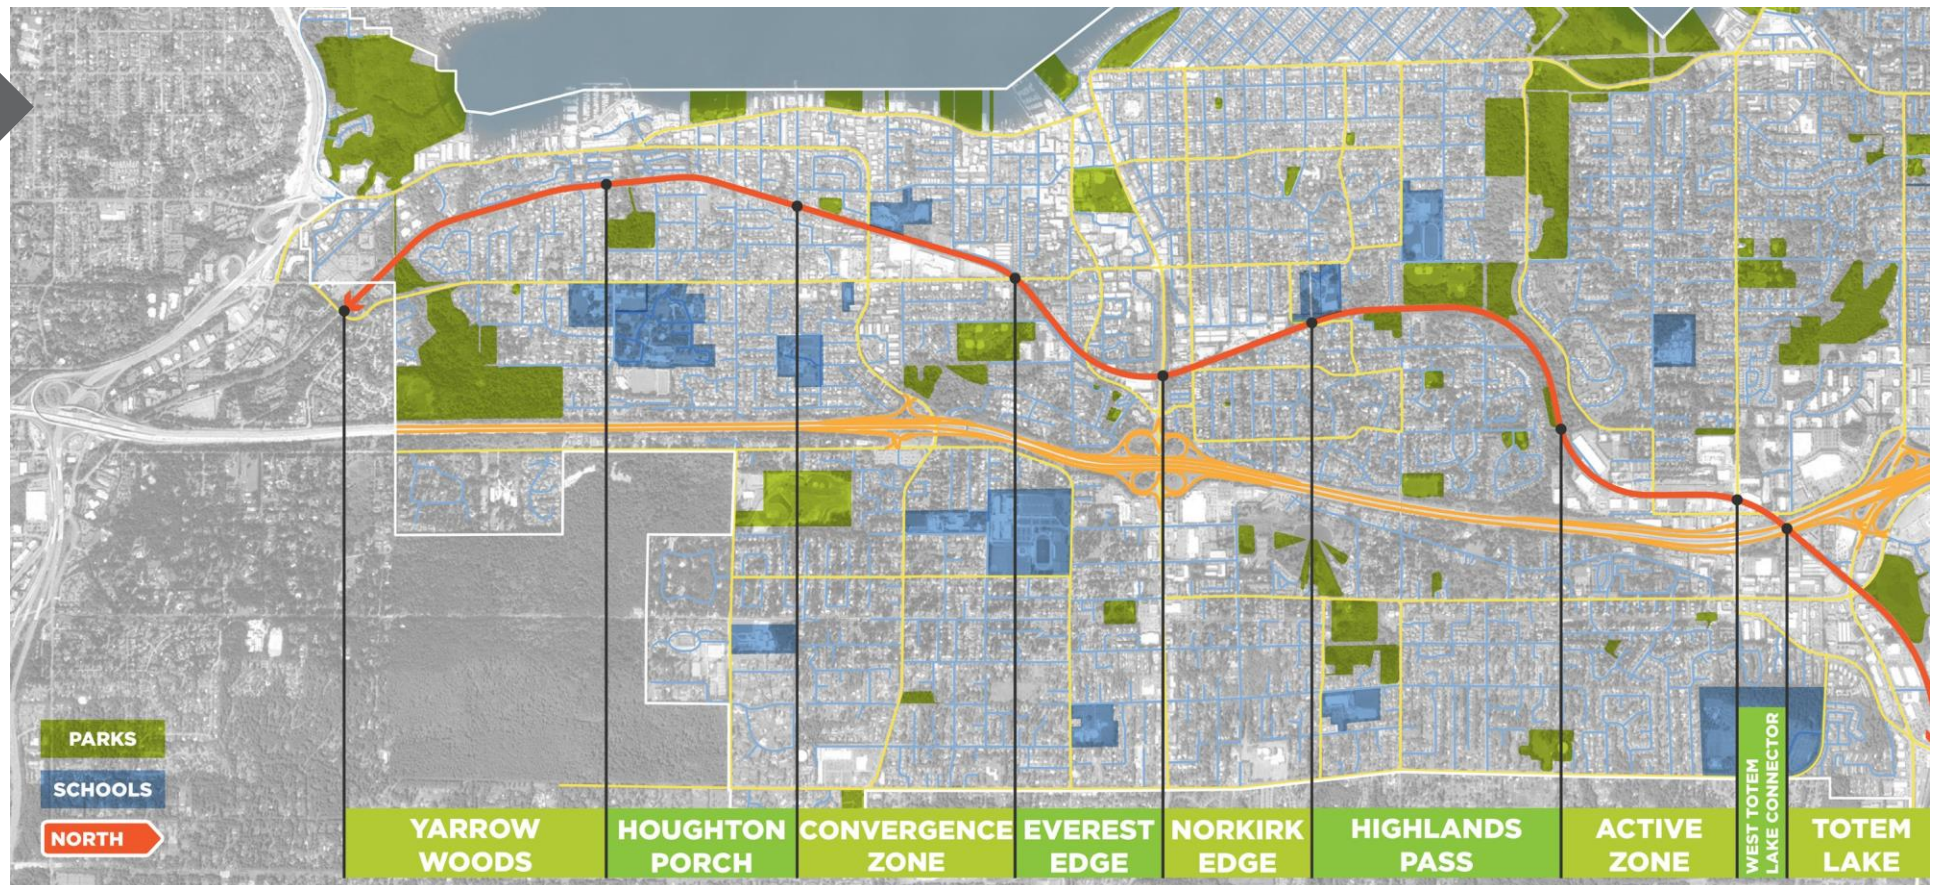 PARKS
SCHOOLS
NORTH
YARROW
WOODS
HOUGHTON
PORCH
CONVERGENCE
ZONE
EVEREST
EDGE
NORKIRK
EDGE
HIGHLANDS
PASS
ACTIVE
ZONE
WEST TOTEM
LAKE CONNECTOR
TOTEM
LAKE